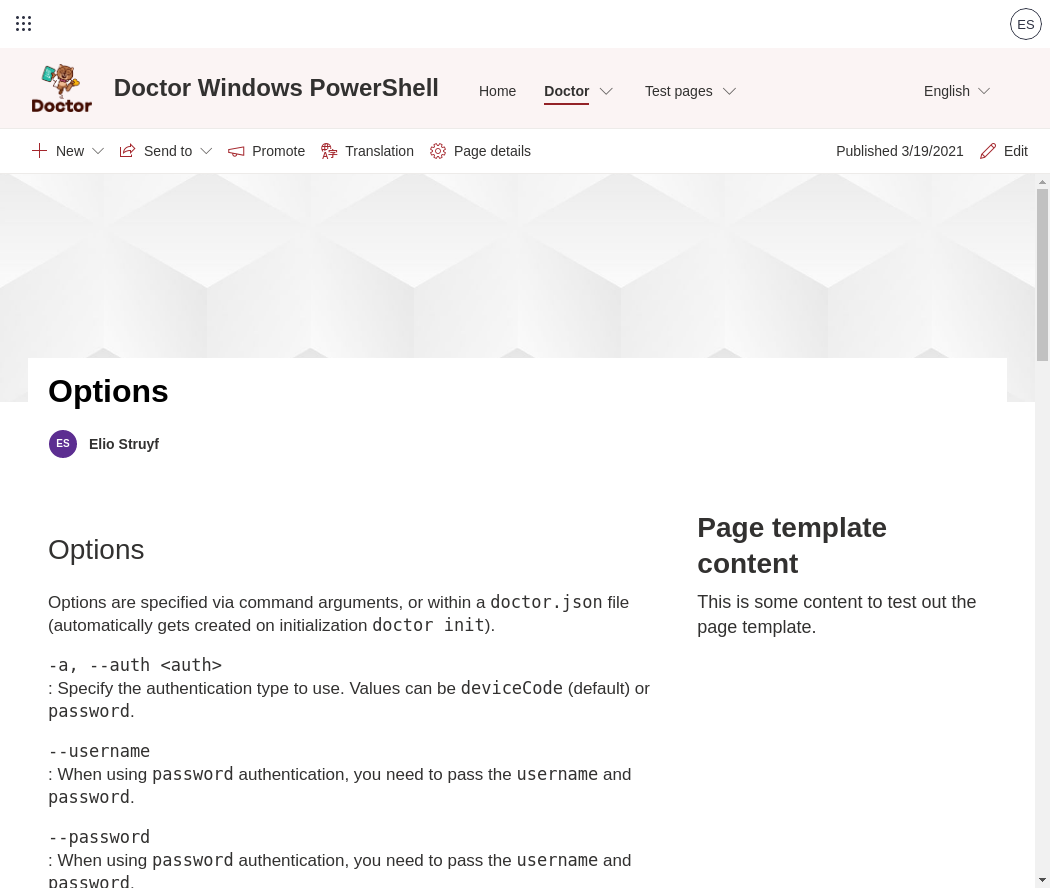 ES
Doctor
Doctor Windows PowerShell
Home
Doctor
Test pages
English
New
Send to
Promote
Translation
Page details
Published 3/19/2021
Edit
Options
ES
Elio Struyf
Options
Options are specified via command arguments, or within a doctor.json file
(automatically gets created on initialization doctor init).
-a, --auth <auth>
: Specify the authentication type to use. Values can be deviceCode (default) or
password.
--username
: When using password authentication, you need to pass the username and
password.
--password
: When using password authentication, you need to pass the username and
password.
Page template
content
This is some content to test out the
page template.